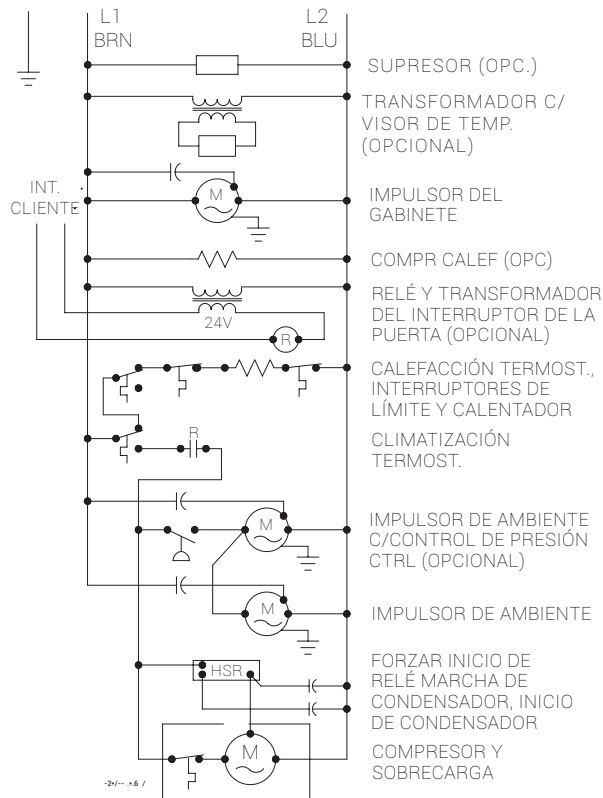 L1
BRN
L2
BLU
SUPRESOR (OPC.)
TRANSFORMADOR C/
VISOR DE TEMP.
(OPCIONAL)
INT.
CLIENTE
M
IMPULSOR DEL
GABINETE
COMPR CALEF (OPC)
24V
R
RELÉ Y TRANSFORMADOR
DEL INTERRUPTOR DE LA
PUERTA (OPCIONAL)
CALEFACCIÓN TERMOST.,
INTERRUPTORES DE
LÍMITE Y CALENTADOR
R
CLIMATIZACIÓN
TERMOST.
M
IMPULSOR DE AMBIENTE
C/CONTROL DE PRESIÓN
CTRL (OPCIONAL)
M
IMPULSOR DE AMBIENTE
HSR
FORZAR INICIO DE
RELÉ MARCHA DE
CONDENSADOR, INICIO
DE CONDENSADOR
M
COMPRESOR Y
SOBRECARGA